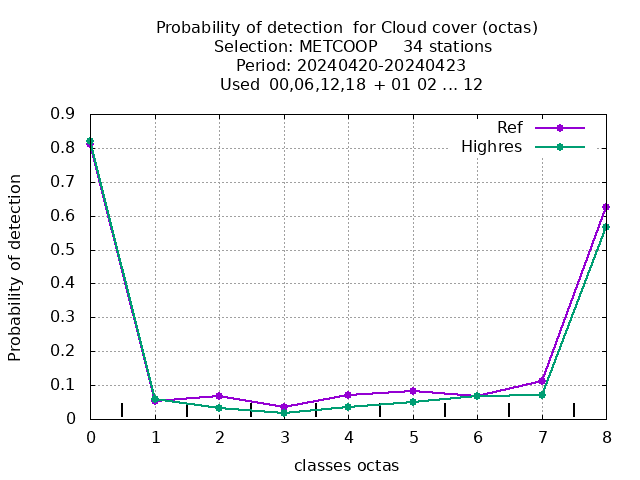 Probability of detection  for Cloud cover (octas)
Selection: METCOOP     34 stations
Period: 20240420-20240423
Used  00,06,12,18  + 01 02 ... 12
Probability of detection
0.9
0.8
0.7
0.6
0.5
0.4
0.3
0.2
0.1
0
Ref
Highres
0 1 2 3 4 5 6 7 8
classes octas